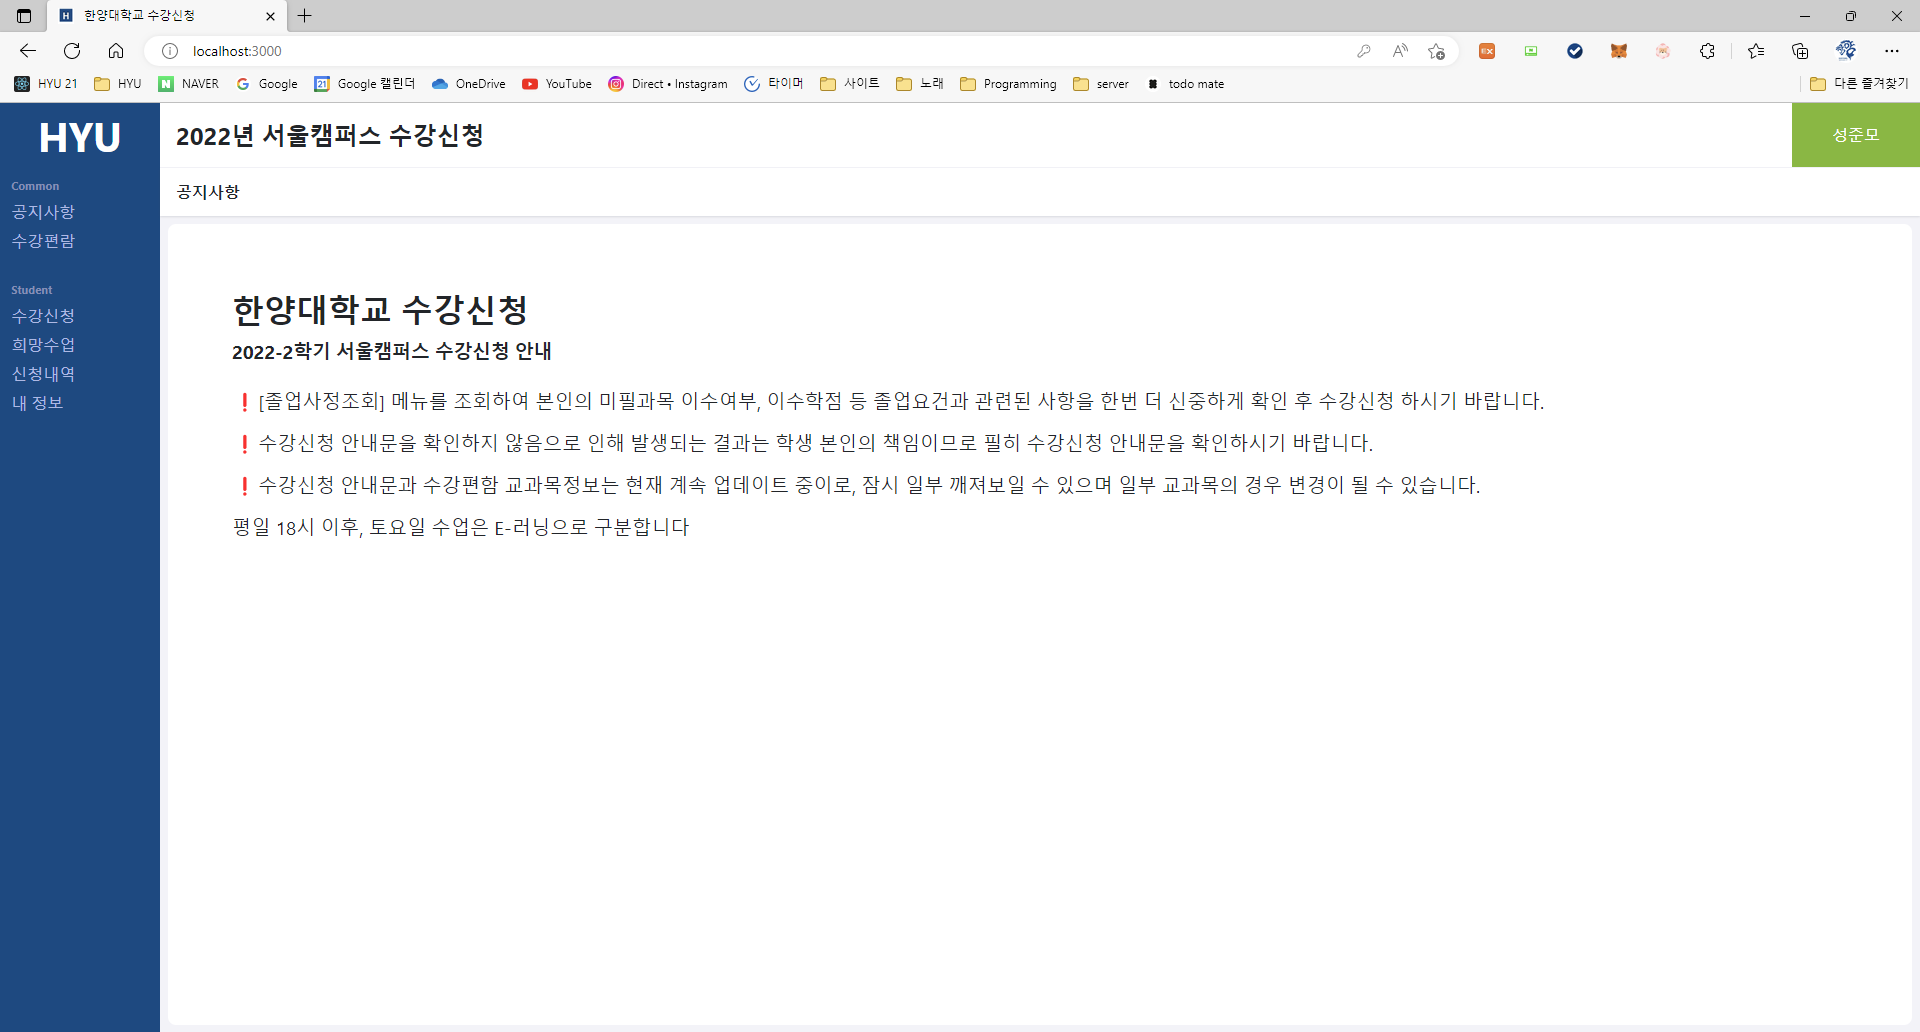 한양대학교 수강신청
localhost:3000
HYU 21 HYU NAVER Google Google 캘린더 OneDrive YouTube Direct • Instagram 타이머 사이트 노래 Programming server todo mate 다른 즐겨찾기
HYU
2022년 서울캠퍼스 수강신청
성준모
Common
공지사항
수강편람
Student
수강신청
희망수업
신청내역
내 정보
공지사항
한양대학교 수강신청
2022-2학기 서울캠퍼스 수강신청 안내
❗ [졸업사정조회] 메뉴를 조회하여 본인의 미필과목 이수여부, 이수학점 등 졸업요건과 관련된 사항을 한번 더 신중하게 확인 후 수강신청 하시기 바랍니다.
❗ 수강신청 안내문을 확인하지 않음으로 인해 발생되는 결과는 학생 본인의 책임이므로 필히 수강신청 안내문을 확인하시기 바랍니다.
❗ 수강신청 안내문과 수강편함 교과목정보는 현재 계속 업데이트 중이로, 잠시 일부 깨져보일 수 있으며 일부 교과목의 경우 변경이 될 수 있습니다.
평일 18시 이후, 토요일 수업은 E-러닝으로 구분합니다